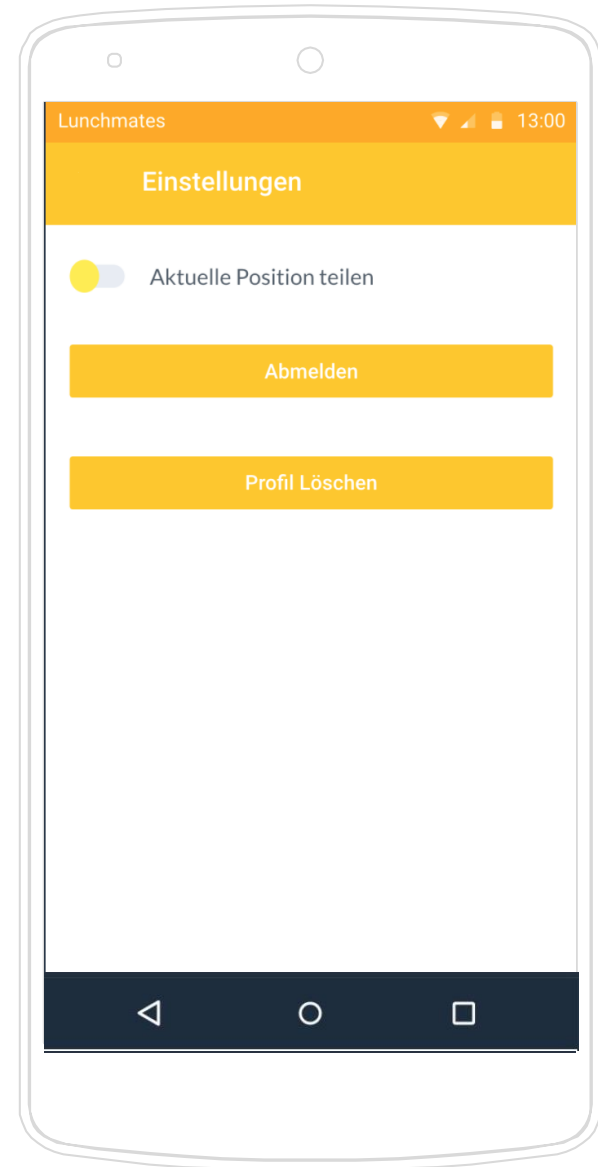 Lunchmates 13:00
Einstellungen
Aktuelle Position teilen
Abmelden
Profil Löschen